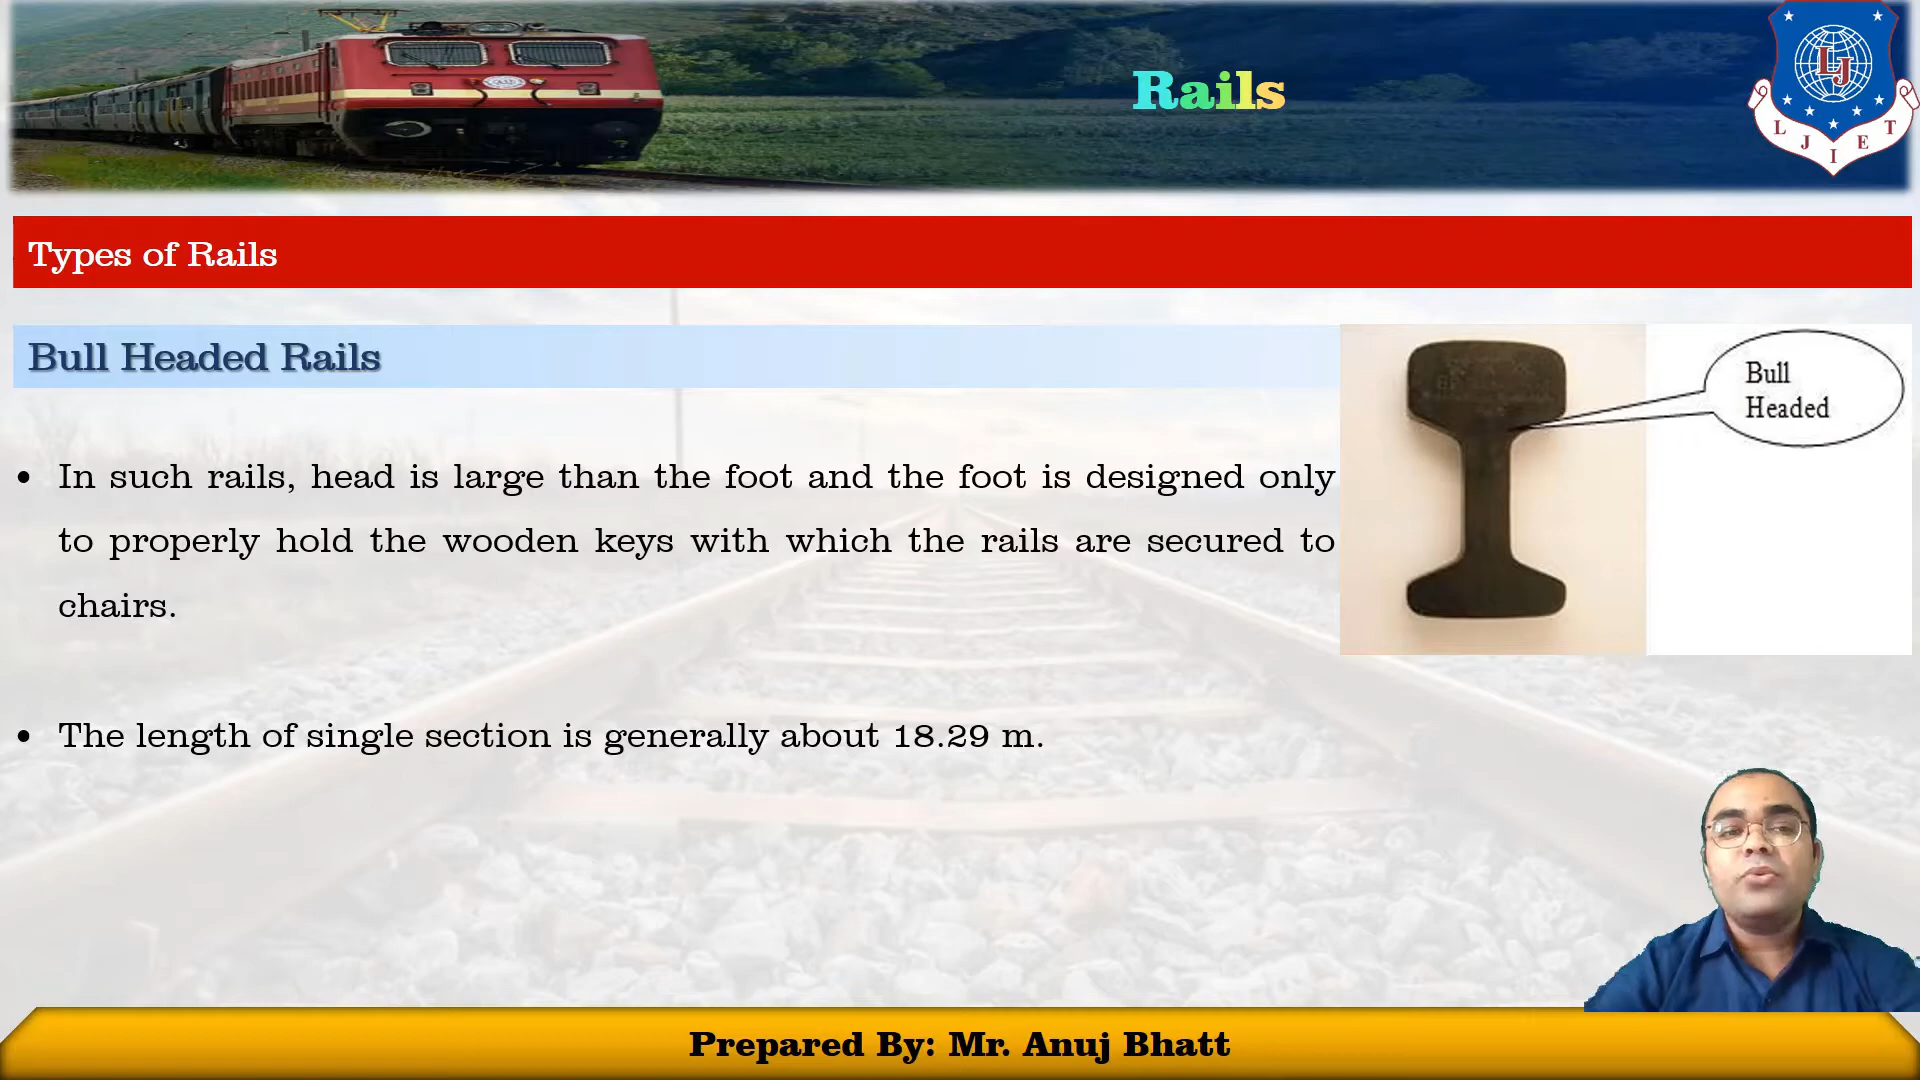 Rails
L J I E T
LJ
Types of Rails
Bull Headed Rails
Bull
Headed
• In such rails, head is large than the foot and the foot is designed only
to properly hold the wooden keys with which the rails are secured to
chairs.
• The length of single section is generally about 18.29 m.
Prepared By: Mr. Anuj Bhatt